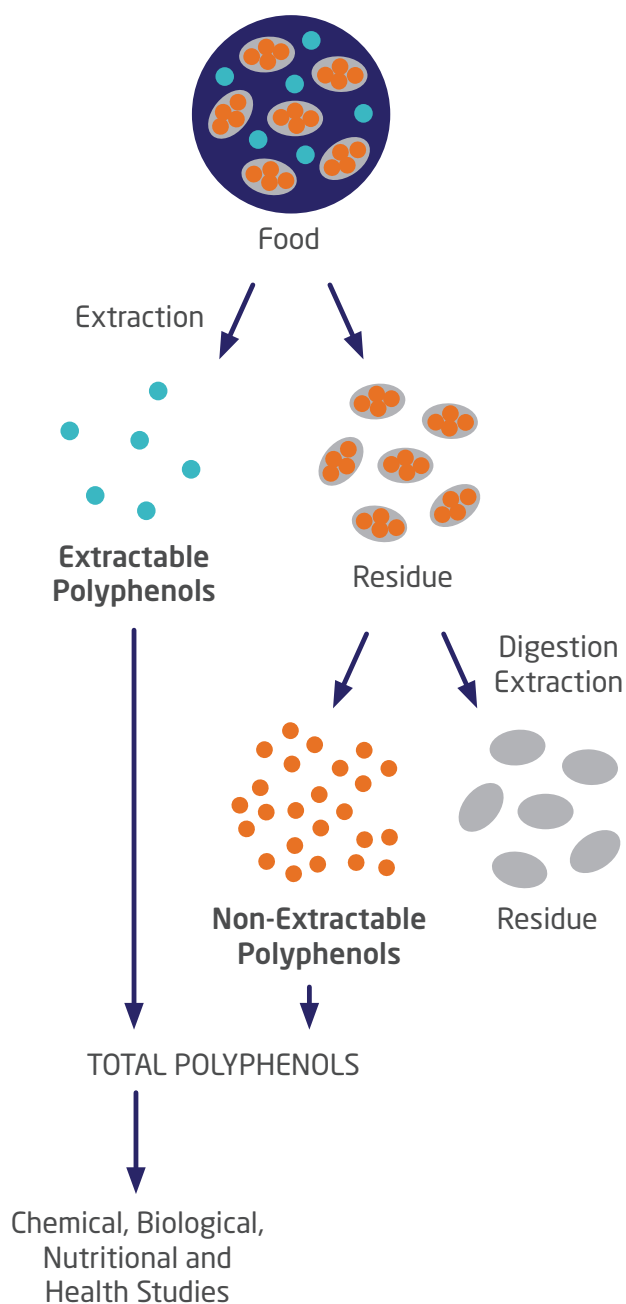 Food
Extraction
Extractable
Polyphenols
Residue
Digestion
Extraction
Non-Extractable
Polyphenols
Residue
TOTAL POLYPHENOLS
Chemical, Biological,
Nutritional and
Health Studies